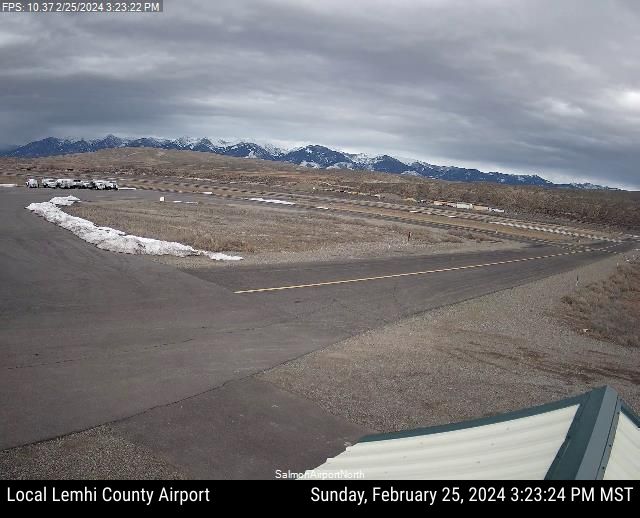 FPS: 10.37 2/25/2024 3:23:22 PM
SalmonAirportNorth
Local Lemhi County Airport Sunday, February 25, 2024 3:23:24 PM MST